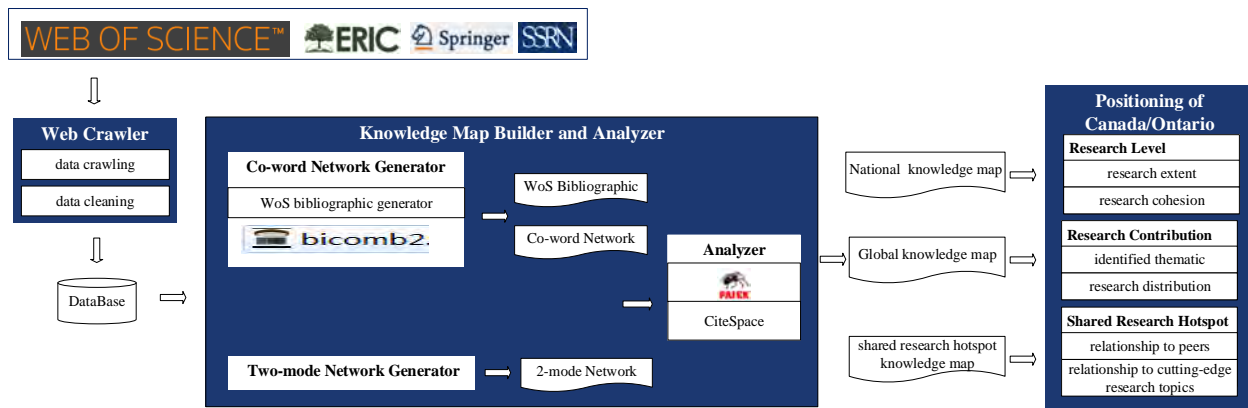 WEB OF SCIENCE™
ERIC
Springer
SSRN
Web Crawler
data crawling
data cleaning
DataBase
Knowledge Map Builder and Analyzer
Co-word Network Generator
WoS bibliographic generator
bicomb2.
Two-mode Network Generator
WoS Bibliographic
Co-word Network
2-mode Network
Analyzer
PAJEK
CiteSpace
National knowledge map
Global knowledge map
shared research hotspot
knowledge map
Positioning of
Canada/Ontario
Research Level
research extent
research cohesion
Research Contribution
identified thematic
research distribution
Shared Research Hotspot
relationship to peers
relationship to cutting-edge
research topics